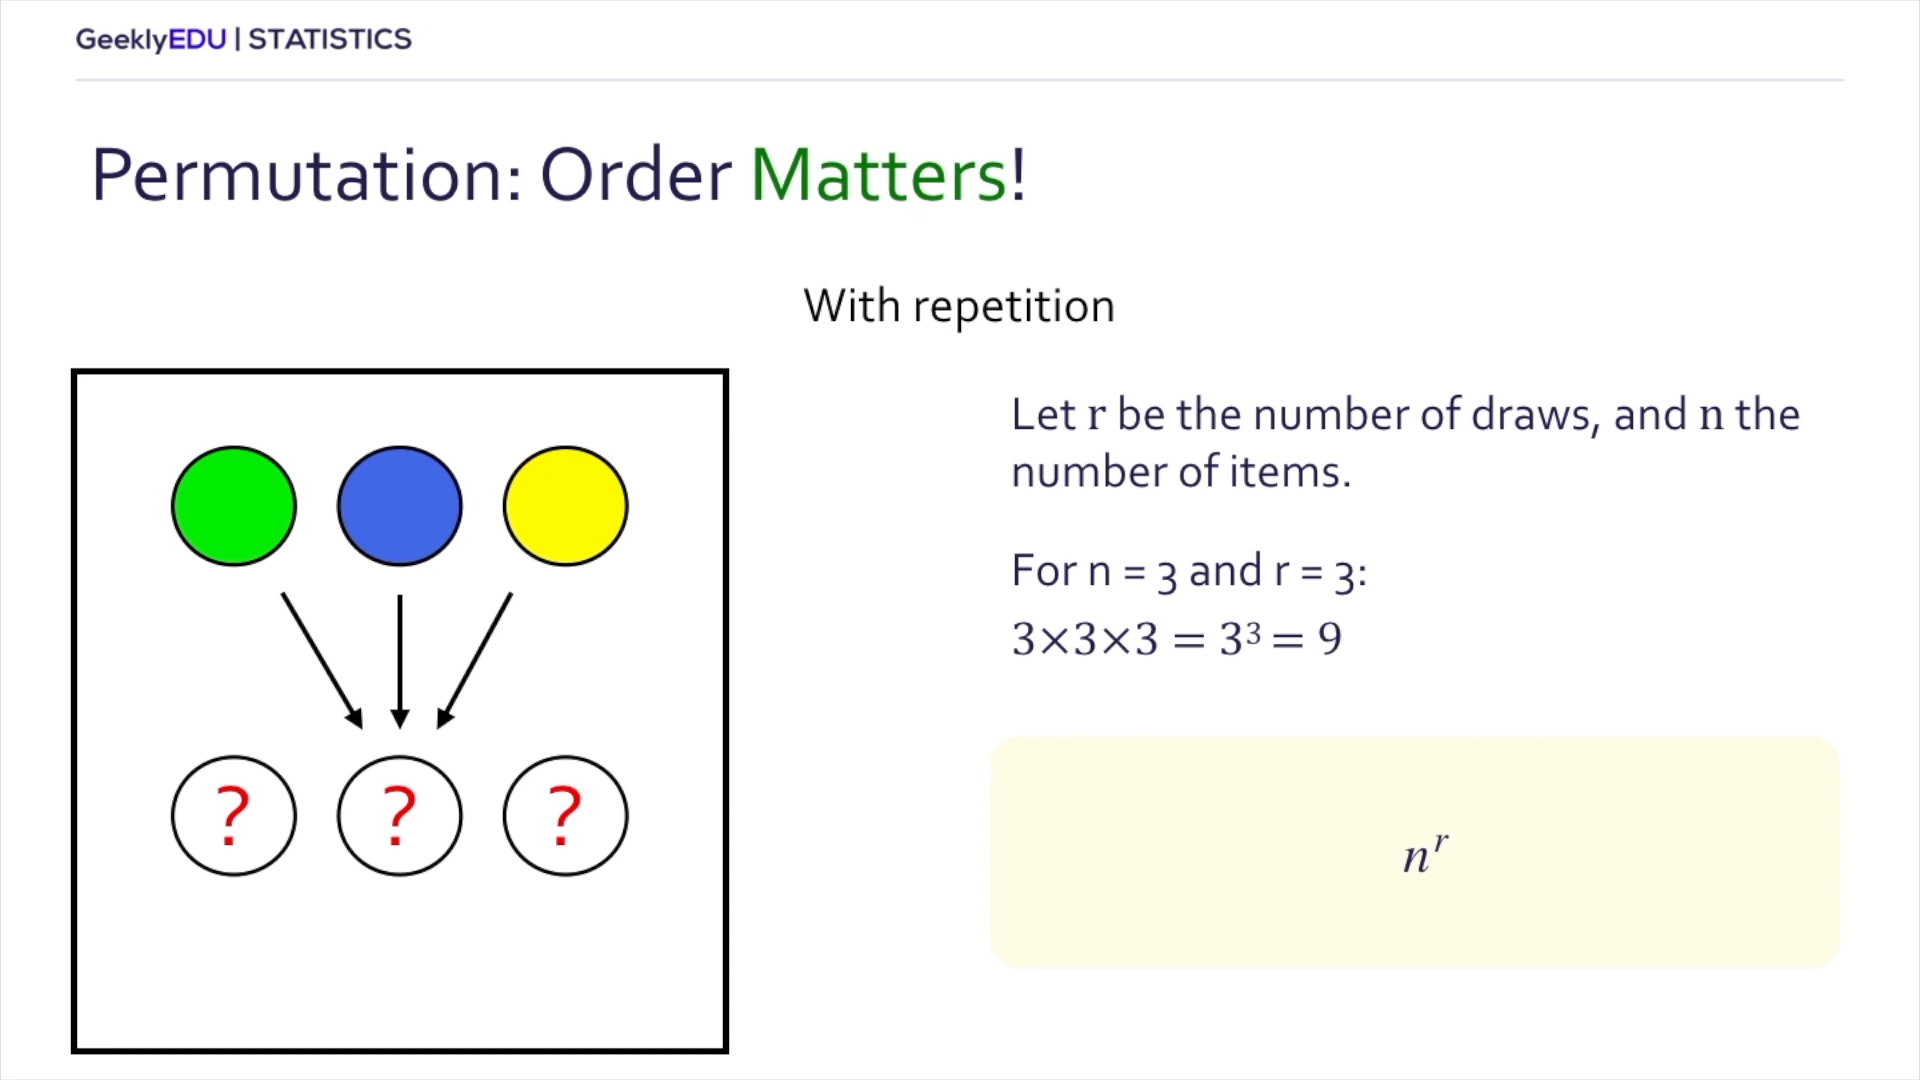 GeeklyEDU | STATISTICS
Permutation: Order Matters!
With repetition
Let r be the number of draws, and n the
number of items.
For n = 3 and r = 3:
3×3×3 = 3³ = 9
? ? ?
nʳ